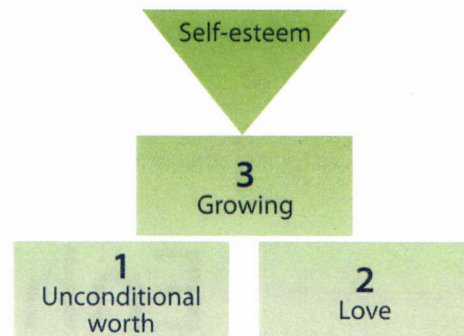 Self-esteem
3
Growing
1
Unconditional
worth
2
Love